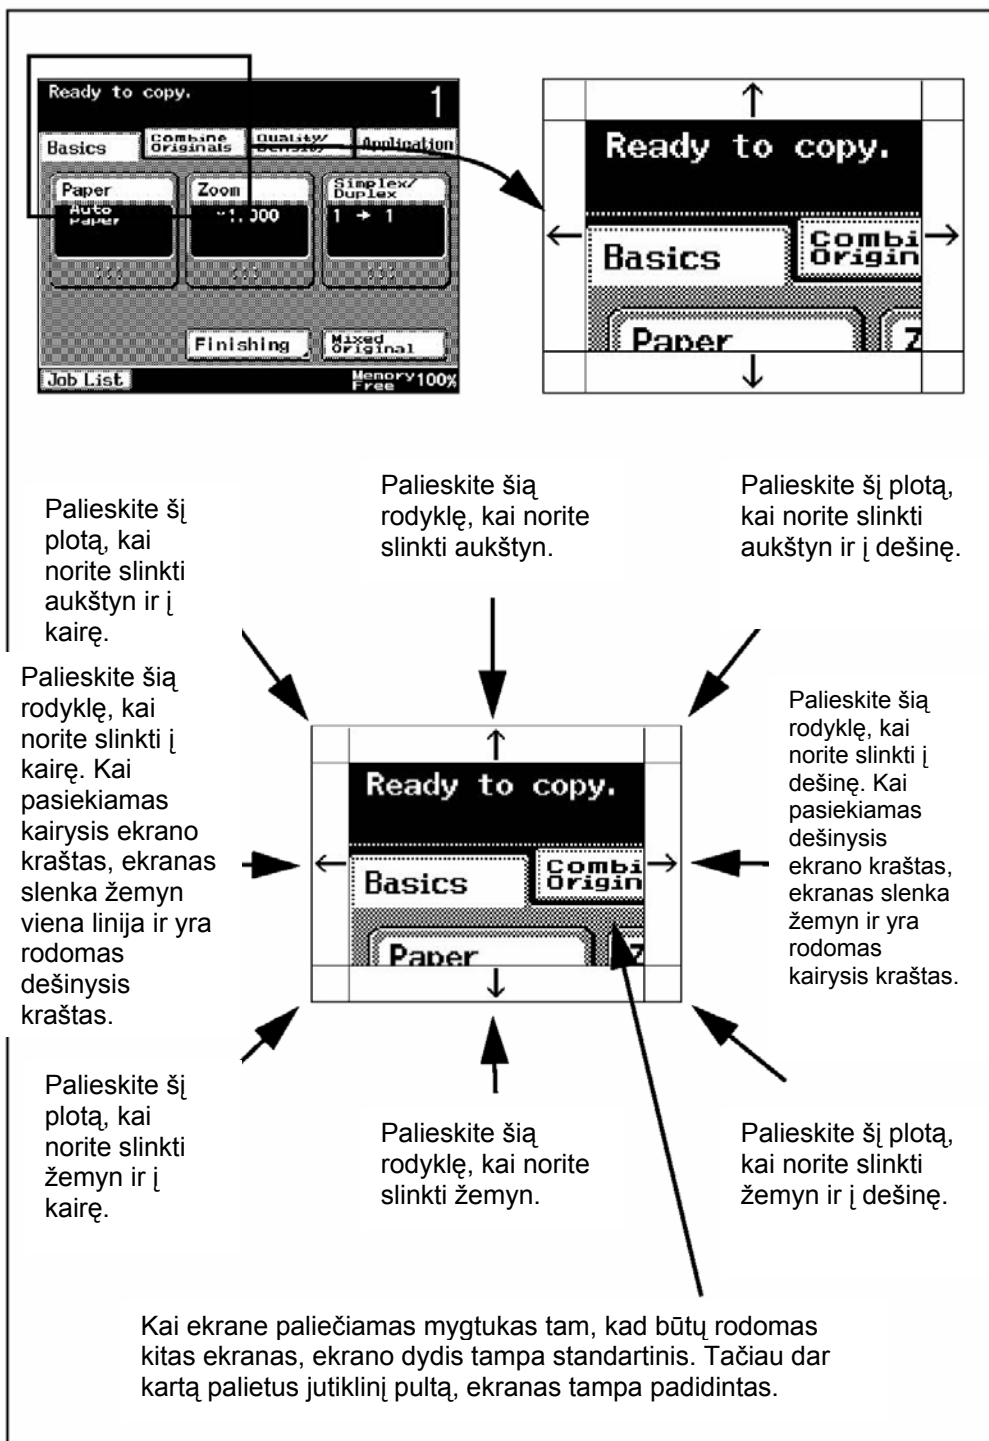 Ready to copy.
1
Basics
Combine
Originals
Quality/
Density
Application
Paper
Auto
Paper
Zoom
×1.000
Simplex/
Duplex
1 → 1
Finishing
Mixed
Original
Job List
Memory
Free 100%
↑
Ready to copy.
←
Basics
Combi
Origin
→
Paper
Z
↓
Palieskite šį
plotą, kai
norite slinkti
aukštyn ir į
kairę.
Palieskite šią
rodyklę, kai norite
slinkti aukštyn.
Palieskite šį plotą,
kai norite slinkti
aukštyn ir į dešinę.
Palieskite šią
rodyklę, kai
norite slinkti į
kairę. Kai
pasiekiamas
kairysis ekrano
kraštas, ekranas
slenka žemyn
viena linija ir yra
rodomas
dešinysis
kraštas.
↑
Ready to copy.
←
Basics
Combi
Origin
→
Paper
Z
↓
Palieskite šią
rodyklę, kai
norite slinkti į
dešinę. Kai
pasiekiamas
dešinysis
ekrano kraštas,
ekranas slenka
žemyn ir yra
rodomas
kairysis kraštas.
Palieskite šį
plotą, kai
norite slinkti
žemyn ir į
kairę.
Palieskite šią
rodyklę, kai norite
slinkti žemyn.
Palieskite šį plotą,
kai norite slinkti
žemyn ir į dešinę.
Kai ekrane paliečiamas mygtukas tam, kad būtų rodomas
kitas ekranas, ekrano dydis tampa standartinis. Tačiau dar
kartą palietus jutiklinį pultą, ekranas tampa padidintas.